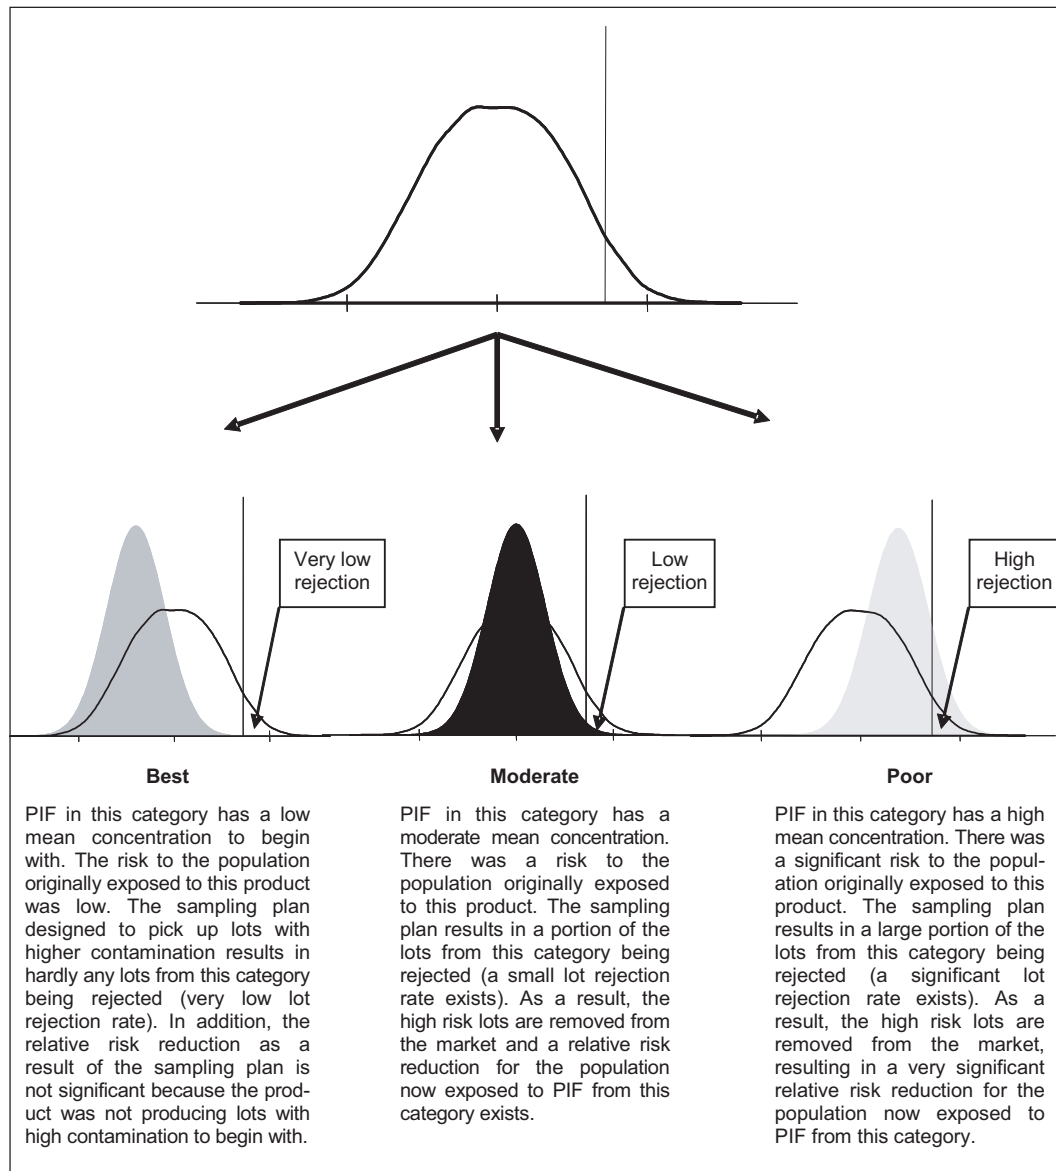 Very low
rejection
Low
rejection
High
rejection
Best
PIF in this category has a low
mean concentration to begin
with. The risk to the population
originally exposed to this product
was low. The sampling plan
designed to pick up lots with
higher contamination results in
hardly any lots from this category
being rejected (very low lot
rejection rate). In addition, the
relative risk reduction as a
result of the sampling plan is
not significant because the prod-
uct was not producing lots with
high contamination to begin with.
Moderate
PIF in this category has a
moderate mean concentration.
There was a risk to the
population originally exposed
to this product. The sampling
plan results in a portion of the
lots from this category being
rejected (a small lot rejection
rate exists). As a result, the
high risk lots are removed from
the market and a relative risk
reduction for the population
now exposed to PIF from this
category exists.
Poor
PIF in this category has a high
mean concentration. There was
a significant risk to the popul-
ation originally exposed to this
product. The sampling plan
results in a large portion of the
lots from this category being
rejected (a significant lot
rejection rate exists). As a
result, the high risk lots are
removed from the market,
resulting in a very significant
relative risk reduction for the
population now exposed to
PIF from this category.